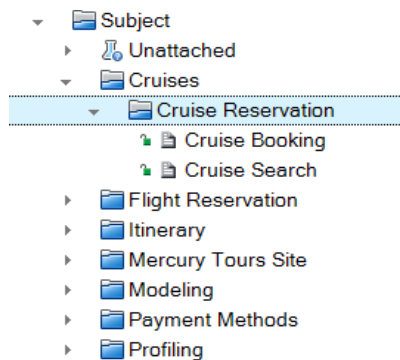 Subject
Unattached
Cruises
Cruise Reservation
Cruise Booking
Cruise Search
Flight Reservation
Itinerary
Mercury Tours Site
Modeling
Payment Methods
Profiling